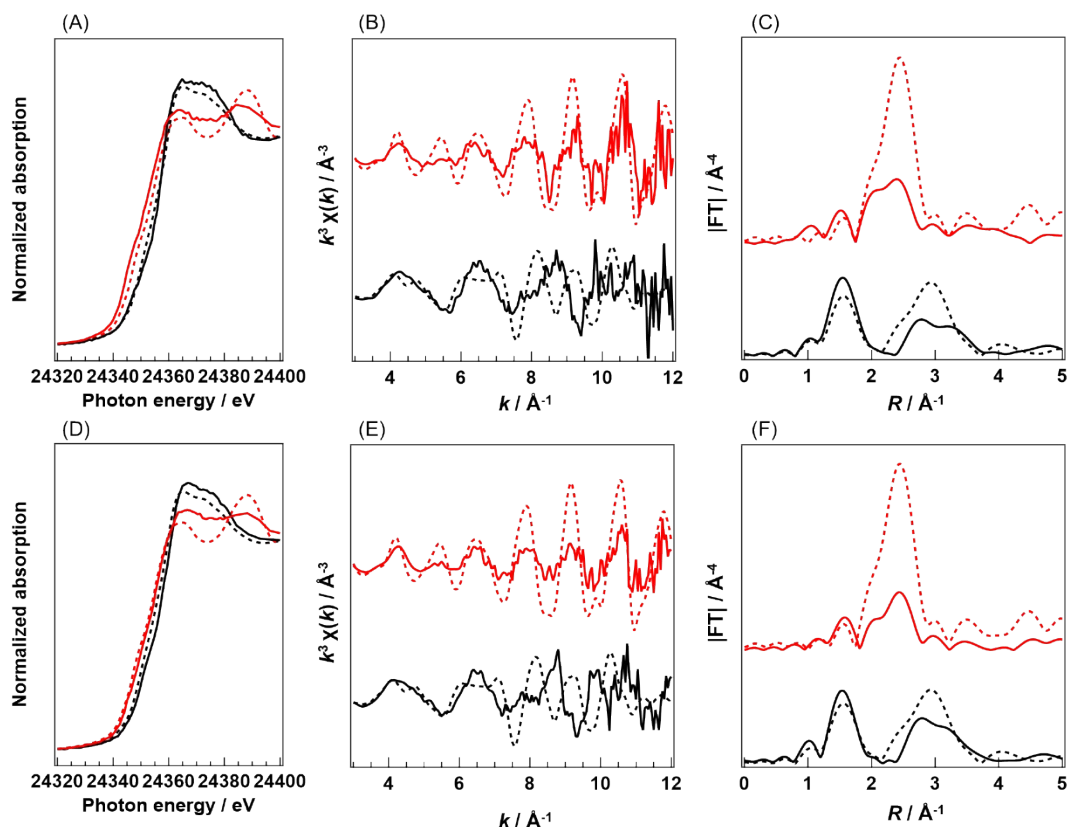 (A)
(B)
(C)
Normalized absorption
24320 24340 24360 24380 24400
Photon energy / eV
k³ χ(k) / Å⁻³
4 6 8 10 12
k / Å⁻¹
|FT| / Å⁻⁴
0 1 2 3 4 5
R / Å⁻¹
(D)
(E)
(F)
Normalized absorption
24320 24340 24360 24380 24400
Photon energy / eV
k³ χ(k) / Å⁻³
4 6 8 10 12
k / Å⁻¹
|FT| / Å⁻⁴
0 1 2 3 4 5
R / Å⁻¹